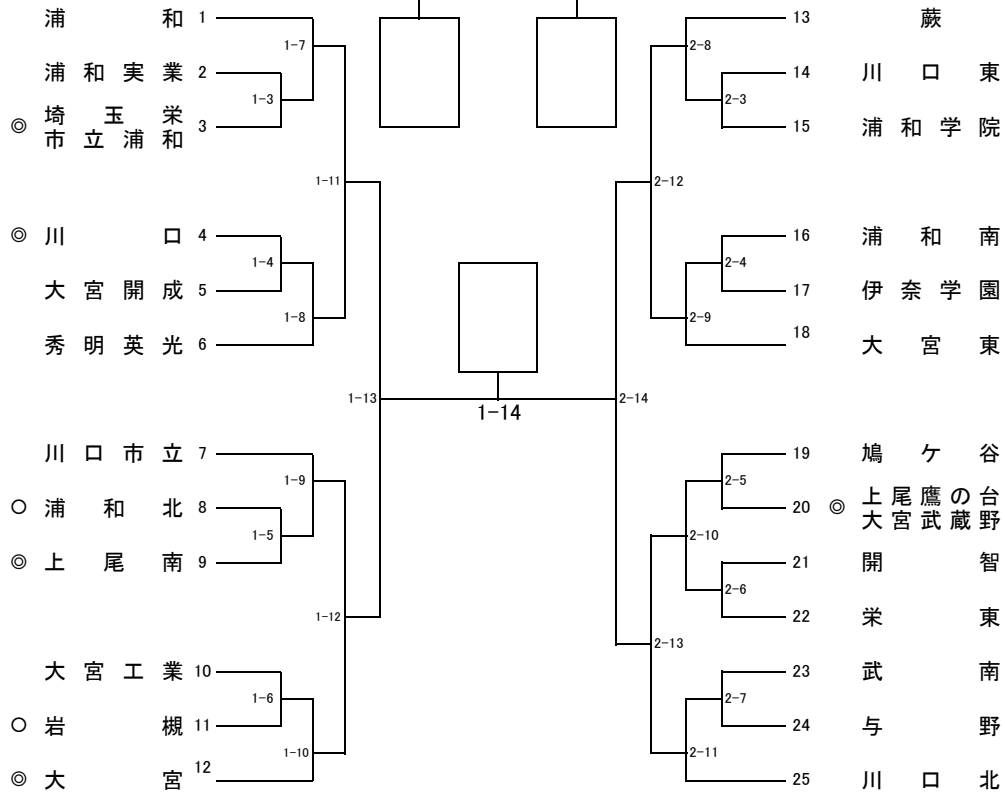 浦和 1
1-7
浦和実業 2
1-3
◎ 埼玉栄
市立浦和 3
1-11
◎ 川口 4
1-4
大宮開成 5
1-8
秀明英光 6
1-13
川口市立 7
1-9
○ 浦和北 8
1-5
◎ 上尾南 9
1-12
大宮工業 10
1-6
○ 岩槻 11
1-10
◎ 大宮 12
1-14
13 蕨
2-8
14 川口東
2-3
15 浦和学院
2-12
16 浦和南
2-4
17 伊奈学園
2-9
18 大宮東
2-14
19 鳩ケ谷
2-5
20 ◎ 上尾鷹の台
大宮武蔵野
2-10
21 開智
2-6
22 栄東
2-13
23 武南
2-7
24 与野
2-11
25 川口北